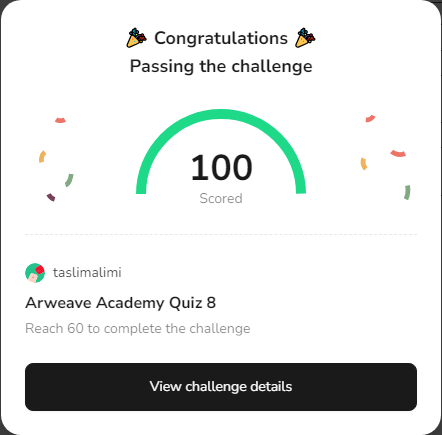 Congratulations
Passing the challenge
100
Scored
taslimalimi
Arweave Academy Quiz 8
Reach 60 to complete the challenge
View challenge details